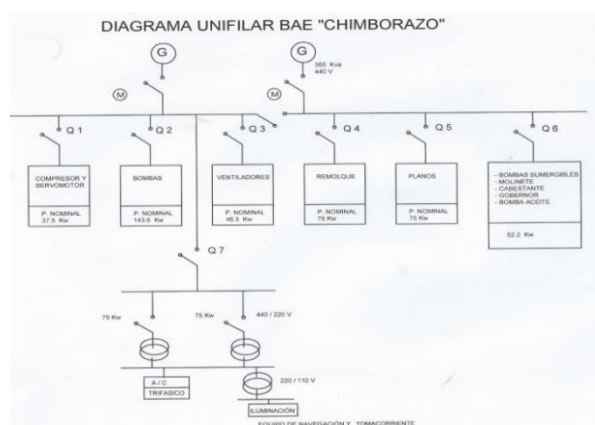 DIAGRAMA UNIFILAR BAE "CHIMBORAZO"
G
G
365 Kva
440 V
M
M
Q 1
Q 2
Q 3
Q 4
Q 5
Q 6
COMPRESOR Y
SERVOMOTOR
P. NOMINAL
37.5 Kw
BOMBAS
P. NOMINAL
143.6 Kw
VENTILADORES
P. NOMINAL
46.3 Kw
REMOLQUE
P. NOMINAL
75 Kw
PLANOS
P. NOMINAL
75 Kw
- BOMBAS SUMERGIBLES
- MOLINETE
- CABESTANTE
- GOBERNOR
- BOMBA ACEITE
52.2 Kw
Q 7
75 Kw
75 Kw
440 / 220 V
A / C
TRIFASICO
220 / 110 V
ILUMINACIÓN
EQUIPO DE NAVEGACIÓN Y TOMACORRIENTE